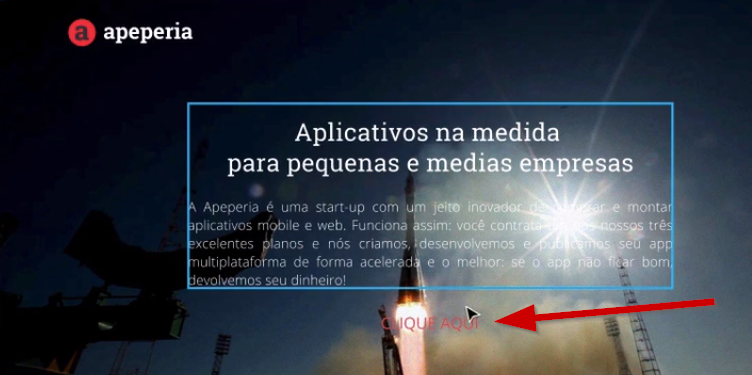 a apeperia
Aplicativos na medida
para pequenas e medias empresas
A Apeperia é uma start-up com um jeito inovador de e montar
aplicativos mobile e web. Funciona assim: você contrata nossos três
excelentes planos e nós criamos, desenvolvemos e publicamos seu app
multiplataforma de forma acelerada e o melhor: se o app não ficar bom,
devolvemos seu dinheiro!
CLIQUE AQUI